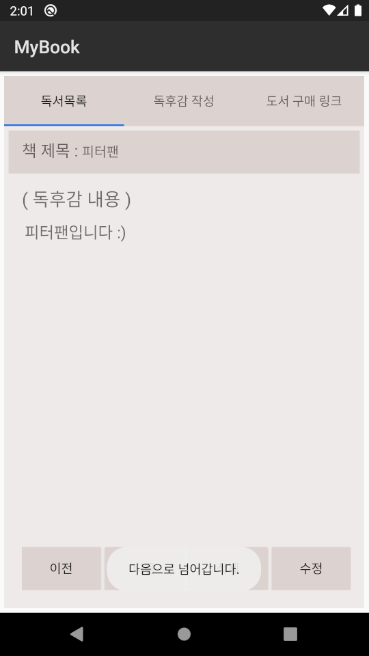 2:01
MyBook
독서목록 독후감 작성 도서 구매 링크
책 제목 : 피터팬
( 독후감 내용 )
피터팬입니다 :)
이전 다음으로 넘어갑니다. 수정